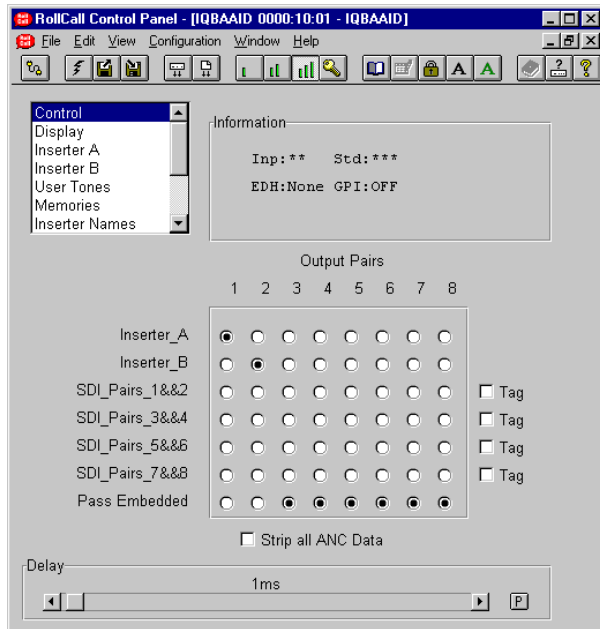 RollCall Control Panel - [IQBAAID 0000:10:01 - IQBAAID]
File Edit View Configuration Window Help
A A
Control
Display
Inserter A
Inserter B
User Tones
Memories
Inserter Names
Information
Inp:** Std:***
EDH:None GPI:OFF
Output Pairs
1 2 3 4 5 6 7 8
Inserter_A
Inserter_B
SDI_Pairs_1&&2 Tag
SDI_Pairs_3&&4 Tag
SDI_Pairs_5&&6 Tag
SDI_Pairs_7&&8 Tag
Pass Embedded
Strip all ANC Data
Delay
1ms
P